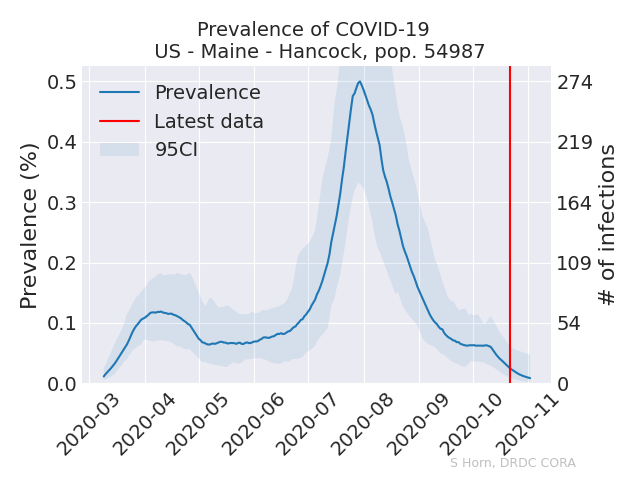 Prevalence of COVID-19
US - Maine - Hancock, pop. 54987
Prevalence
Latest data
95CI
Prevalence (%)
0.5
0.4
0.3
0.2
0.1
0.0
274
219
164
109
54
0
# of infections
2020-03
2020-04
2020-05
2020-06
2020-07
2020-08
2020-09
2020-10
2020-11
S Horn, DRDC CORA